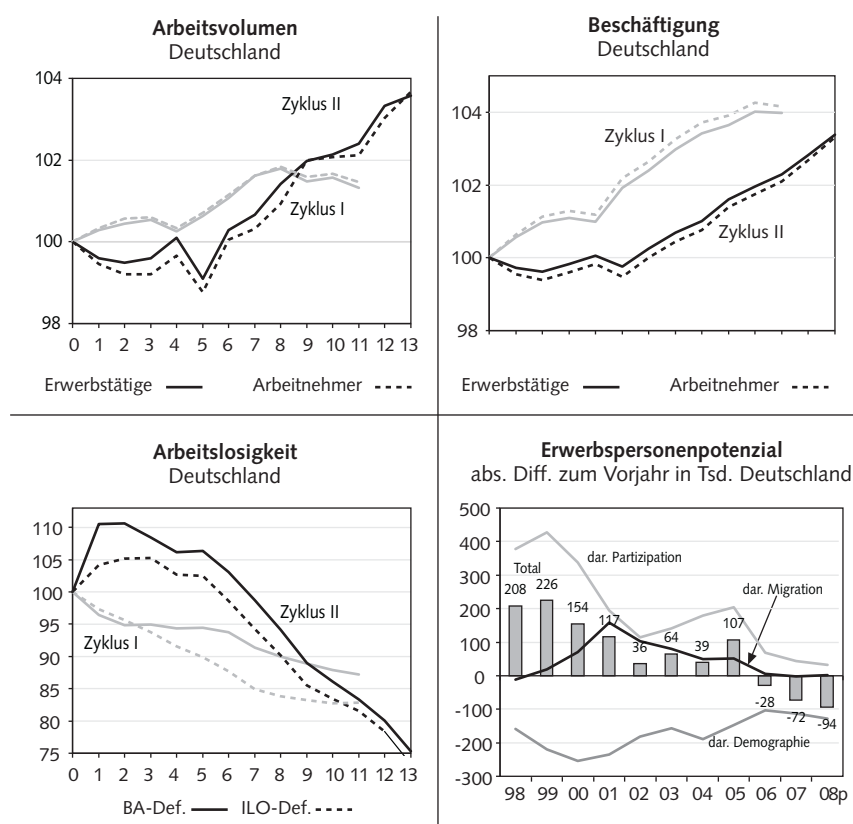 Arbeitsvolumen
Deutschland
104
102
100
98
Zyklus II
Zyklus I
0 1 2 3 4 5 6 7 8 9 10 11 12 13
Erwerbstätige Arbeitnehmer
Beschäftigung
Deutschland
104
102
100
98
Zyklus I
Zyklus II
Erwerbstätige Arbeitnehmer
Arbeitslosigkeit
Deutschland
110
105
100
95
90
85
80
75
Zyklus II
Zyklus I
0 1 2 3 4 5 6 7 8 9 10 11 12 13
BA-Def. ILO-Def.
Erwerbspersonenpotenzial
abs. Diff. zum Vorjahr in Tsd. Deutschland
500
400
300
200
100
0
-100
-200
-300
dar. Partizipation
Total
dar. Migration
208 226 154 117 36 64 39 107 -28 -72 -94
dar. Demographie
98 99 00 01 02 03 04 05 06 07 08p